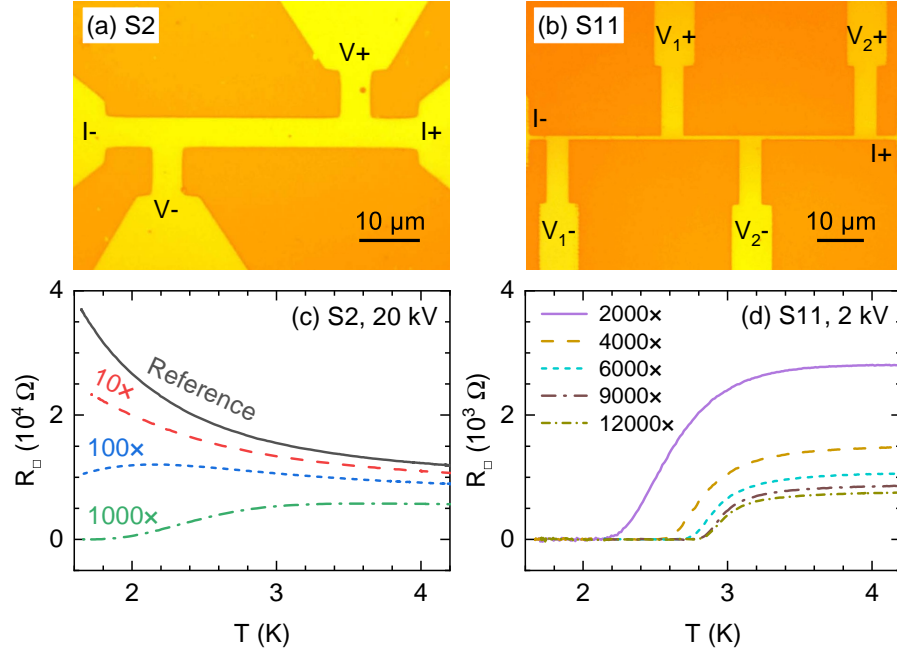 (a) S2
V+
I-
I+
V-
10 μm
(b) S11
V₁+
V₂+
I-
I+
V₁-
V₂-
10 μm
(c) S2, 20 kV
4
2
0
R□ (10⁴ Ω)
Reference
10×
100×
1000×
2
3
4
T (K)
(d) S11, 2 kV
4
2
0
R□ (10³ Ω)
2000×
4000×
6000×
9000×
12000×
2
3
4
T (K)